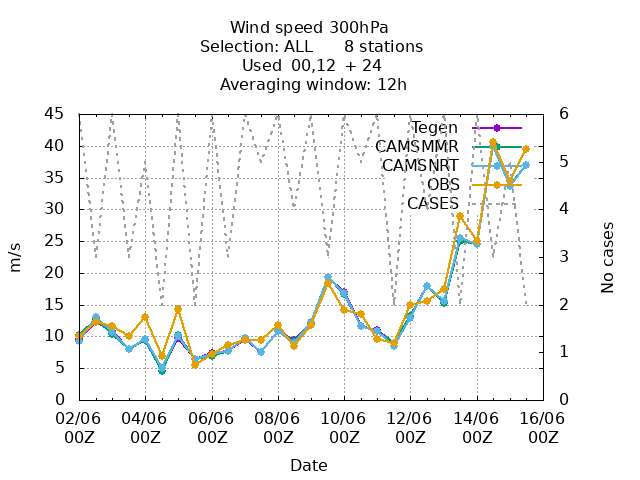 Wind speed 300hPa
Selection: ALL 8 stations
Used 00,12 + 24
Averaging window: 12h
45
40
35
30
25
20
15
10
5
0
m/s
6
5
4
3
2
1
0
No cases
Tegen
CAMSMMR
CAMSNRT
OBS
CASES
02/06 04/06 06/06 08/06 10/06 12/06 14/06 16/06
00Z 00Z 00Z 00Z 00Z 00Z 00Z 00Z
Date